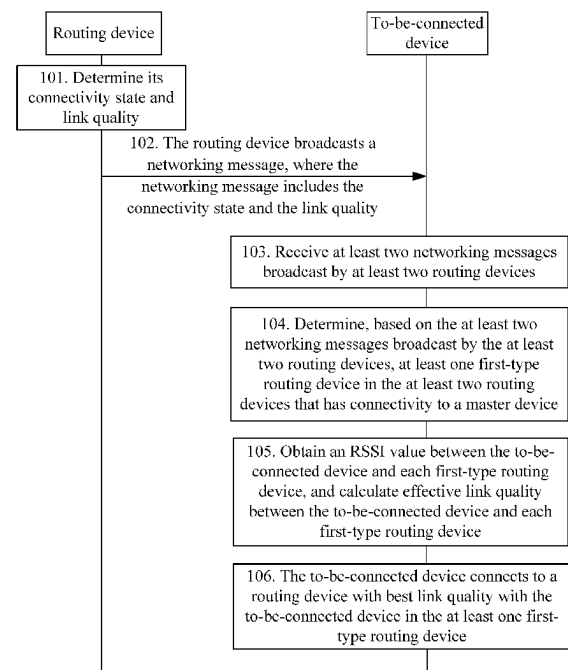 Routing device
To-be-connected
device
101. Determine its
connectivity state and
link quality
102. The routing device broadcasts a
networking message, where the
networking message includes the
connectivity state and the link quality
103. Receive at least two networking messages
broadcast by at least two routing devices
104. Determine, based on the at least two
networking messages broadcast by the at least
two routing devices, at least one first-type
routing device in the at least two routing
devices that has connectivity to a master device
105. Obtain an RSSI value between the to-be-
connected device and each first-type routing
device, and calculate effective link quality
between the to-be-connected device and each
first-type routing device
106. The to-be-connected device connects to a
routing device with best link quality with the
to-be-connected device in the at least one first-
type routing device